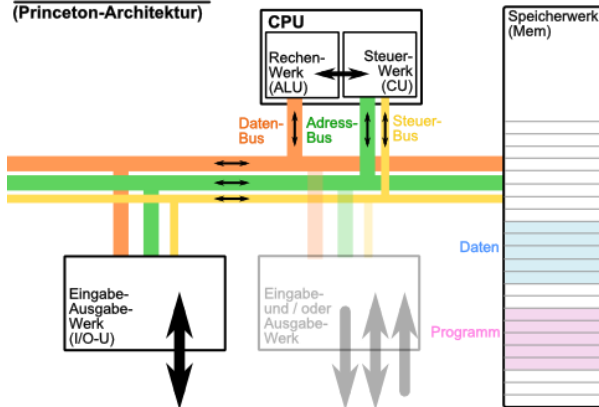 (Princeton-Architektur)
CPU
Rechen-
Werk
(ALU)
Steuer-
Werk
(CU)
Speicherwerk
(Mem)
Daten-
Bus
Adress-
Bus
Steuer-
Bus
Daten
Programm
Eingabe-
Ausgabe-
Werk
(I/O-U)
Eingabe-
und / oder
Ausgabe-
Werk